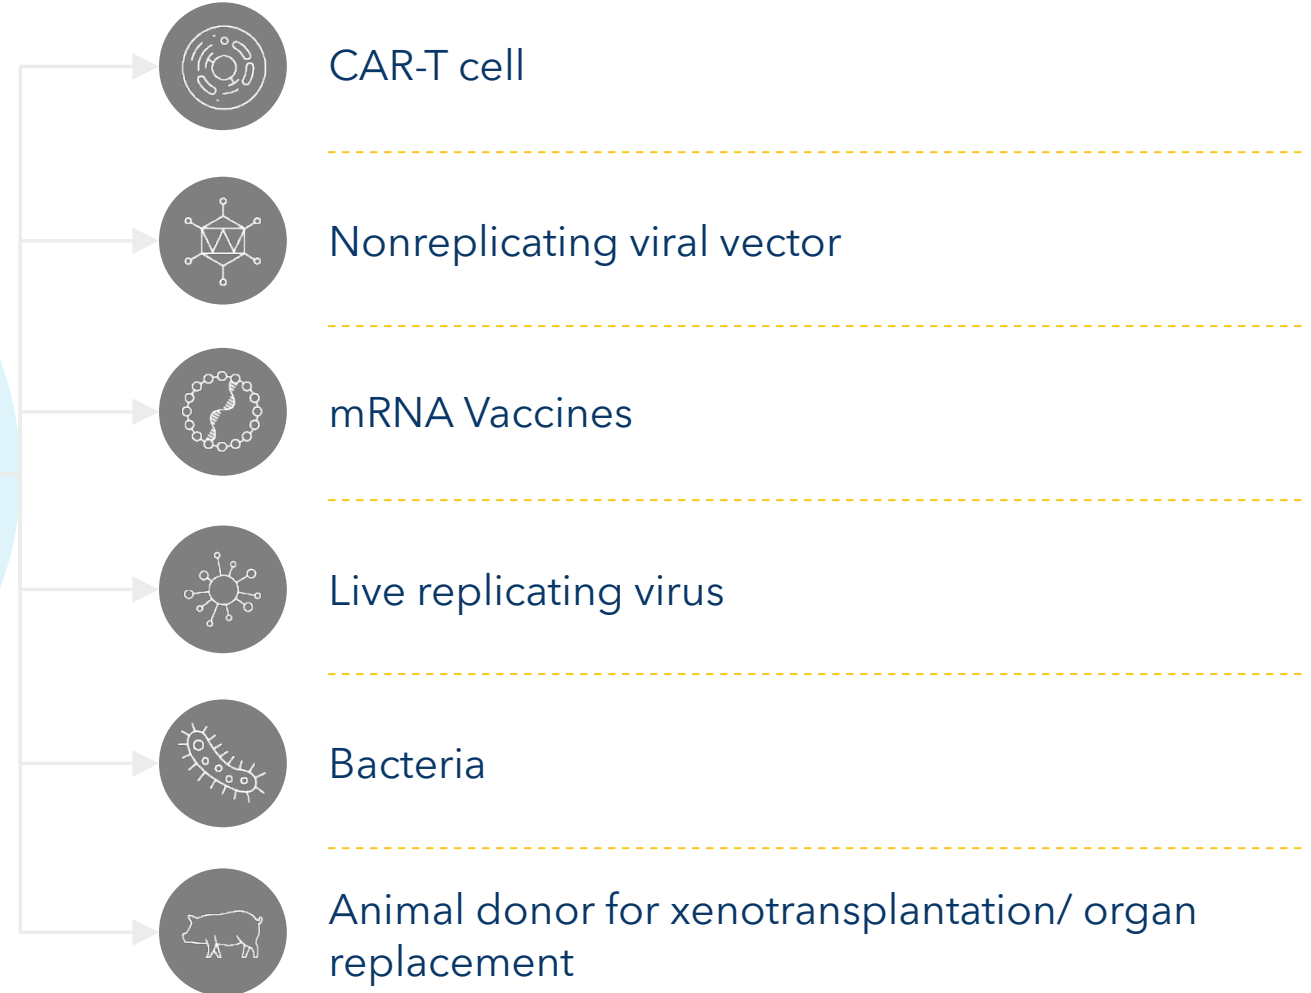 CAR-T cell
Nonreplicating viral vector
mRNA Vaccines
Live replicating virus
Bacteria
Animal donor for xenotransplantation/ organ
replacement